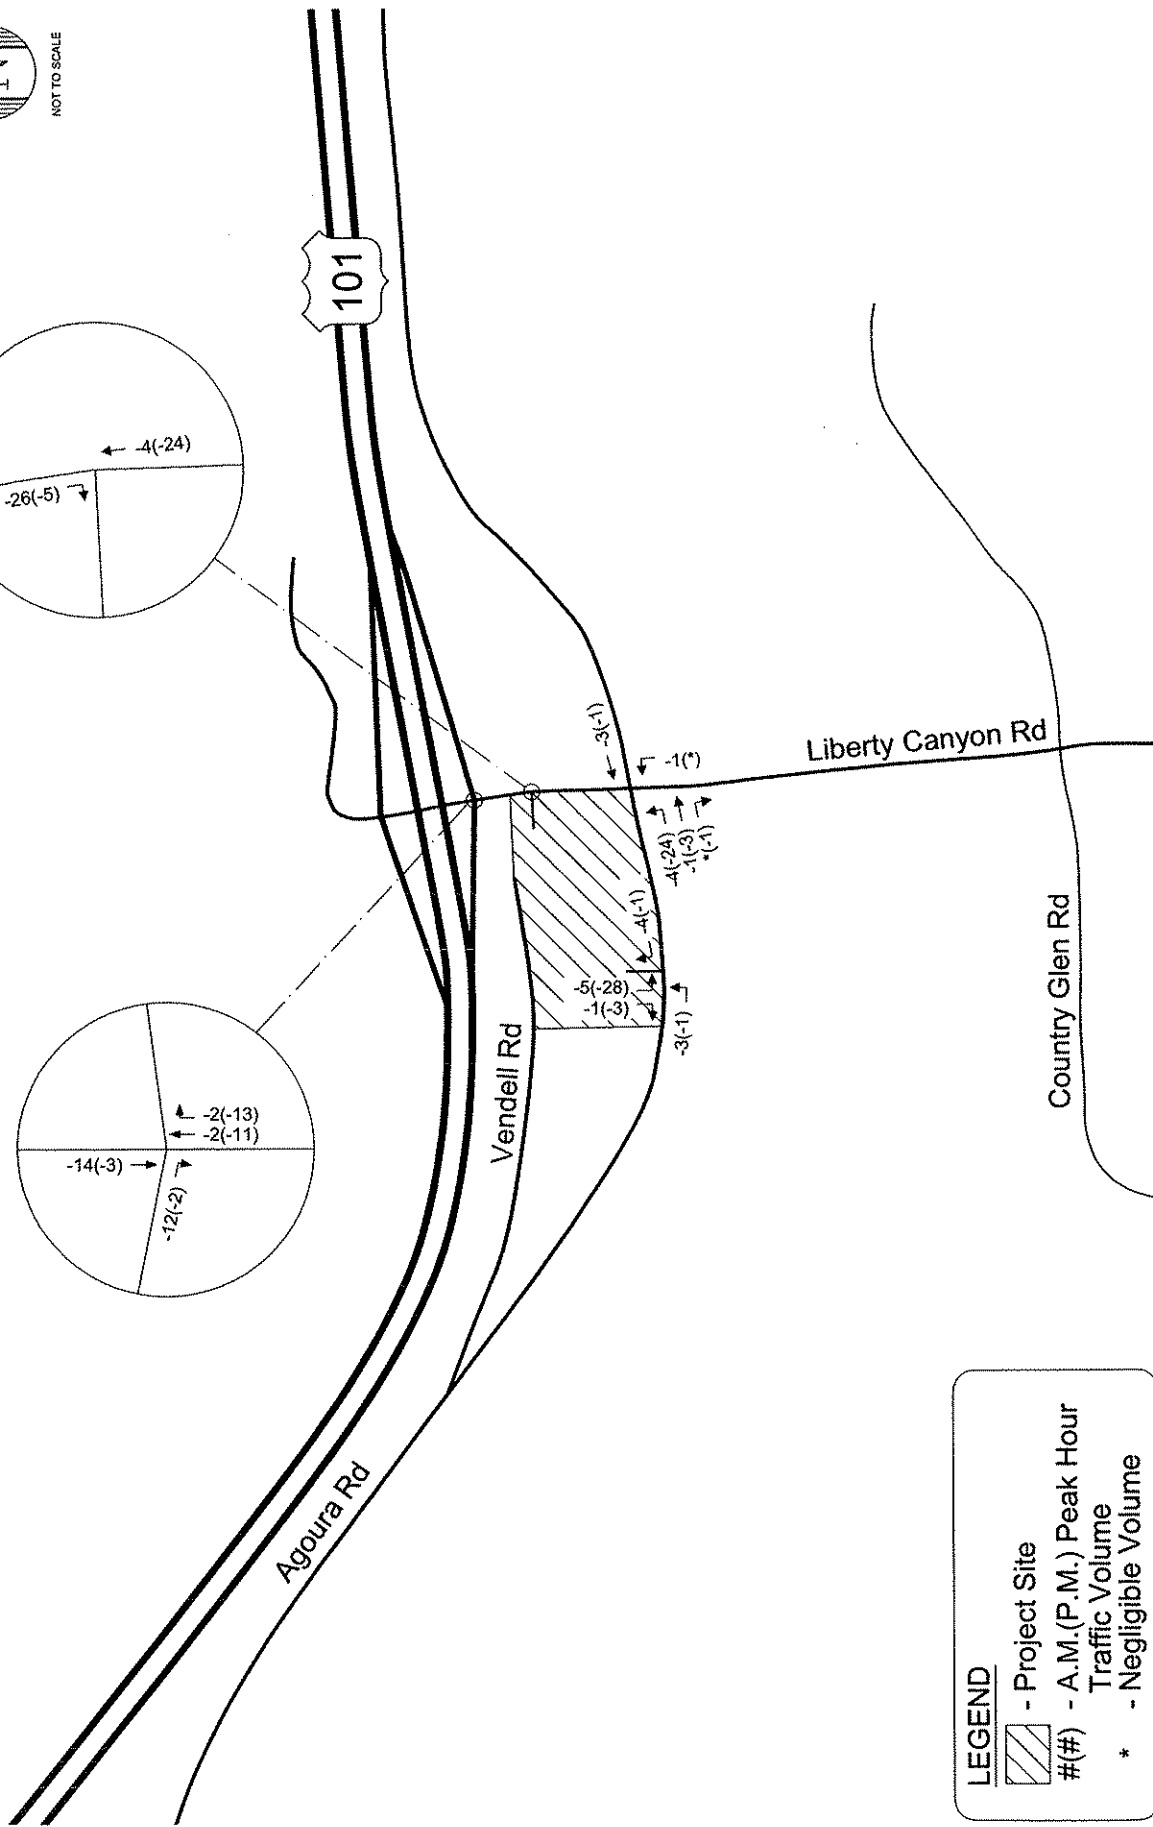 NOT TO SCALE
101
-4(-24)
-26(-5)
-2(-13)
-2(-11)
-14(-3)
-12(-2)
-3(-1)
-1(*)
-4(-24)
-1(-3)
*(-1)
-4(-1)
-5(-28)
-1(-3)
-3(-1)
Liberty Canyon Rd
Vendell Rd
Country Glen Rd
Agoura Rd
LEGEND
- Project Site
#(#) - A.M.(P.M.) Peak Hour
Traffic Volume
* - Negligible Volume